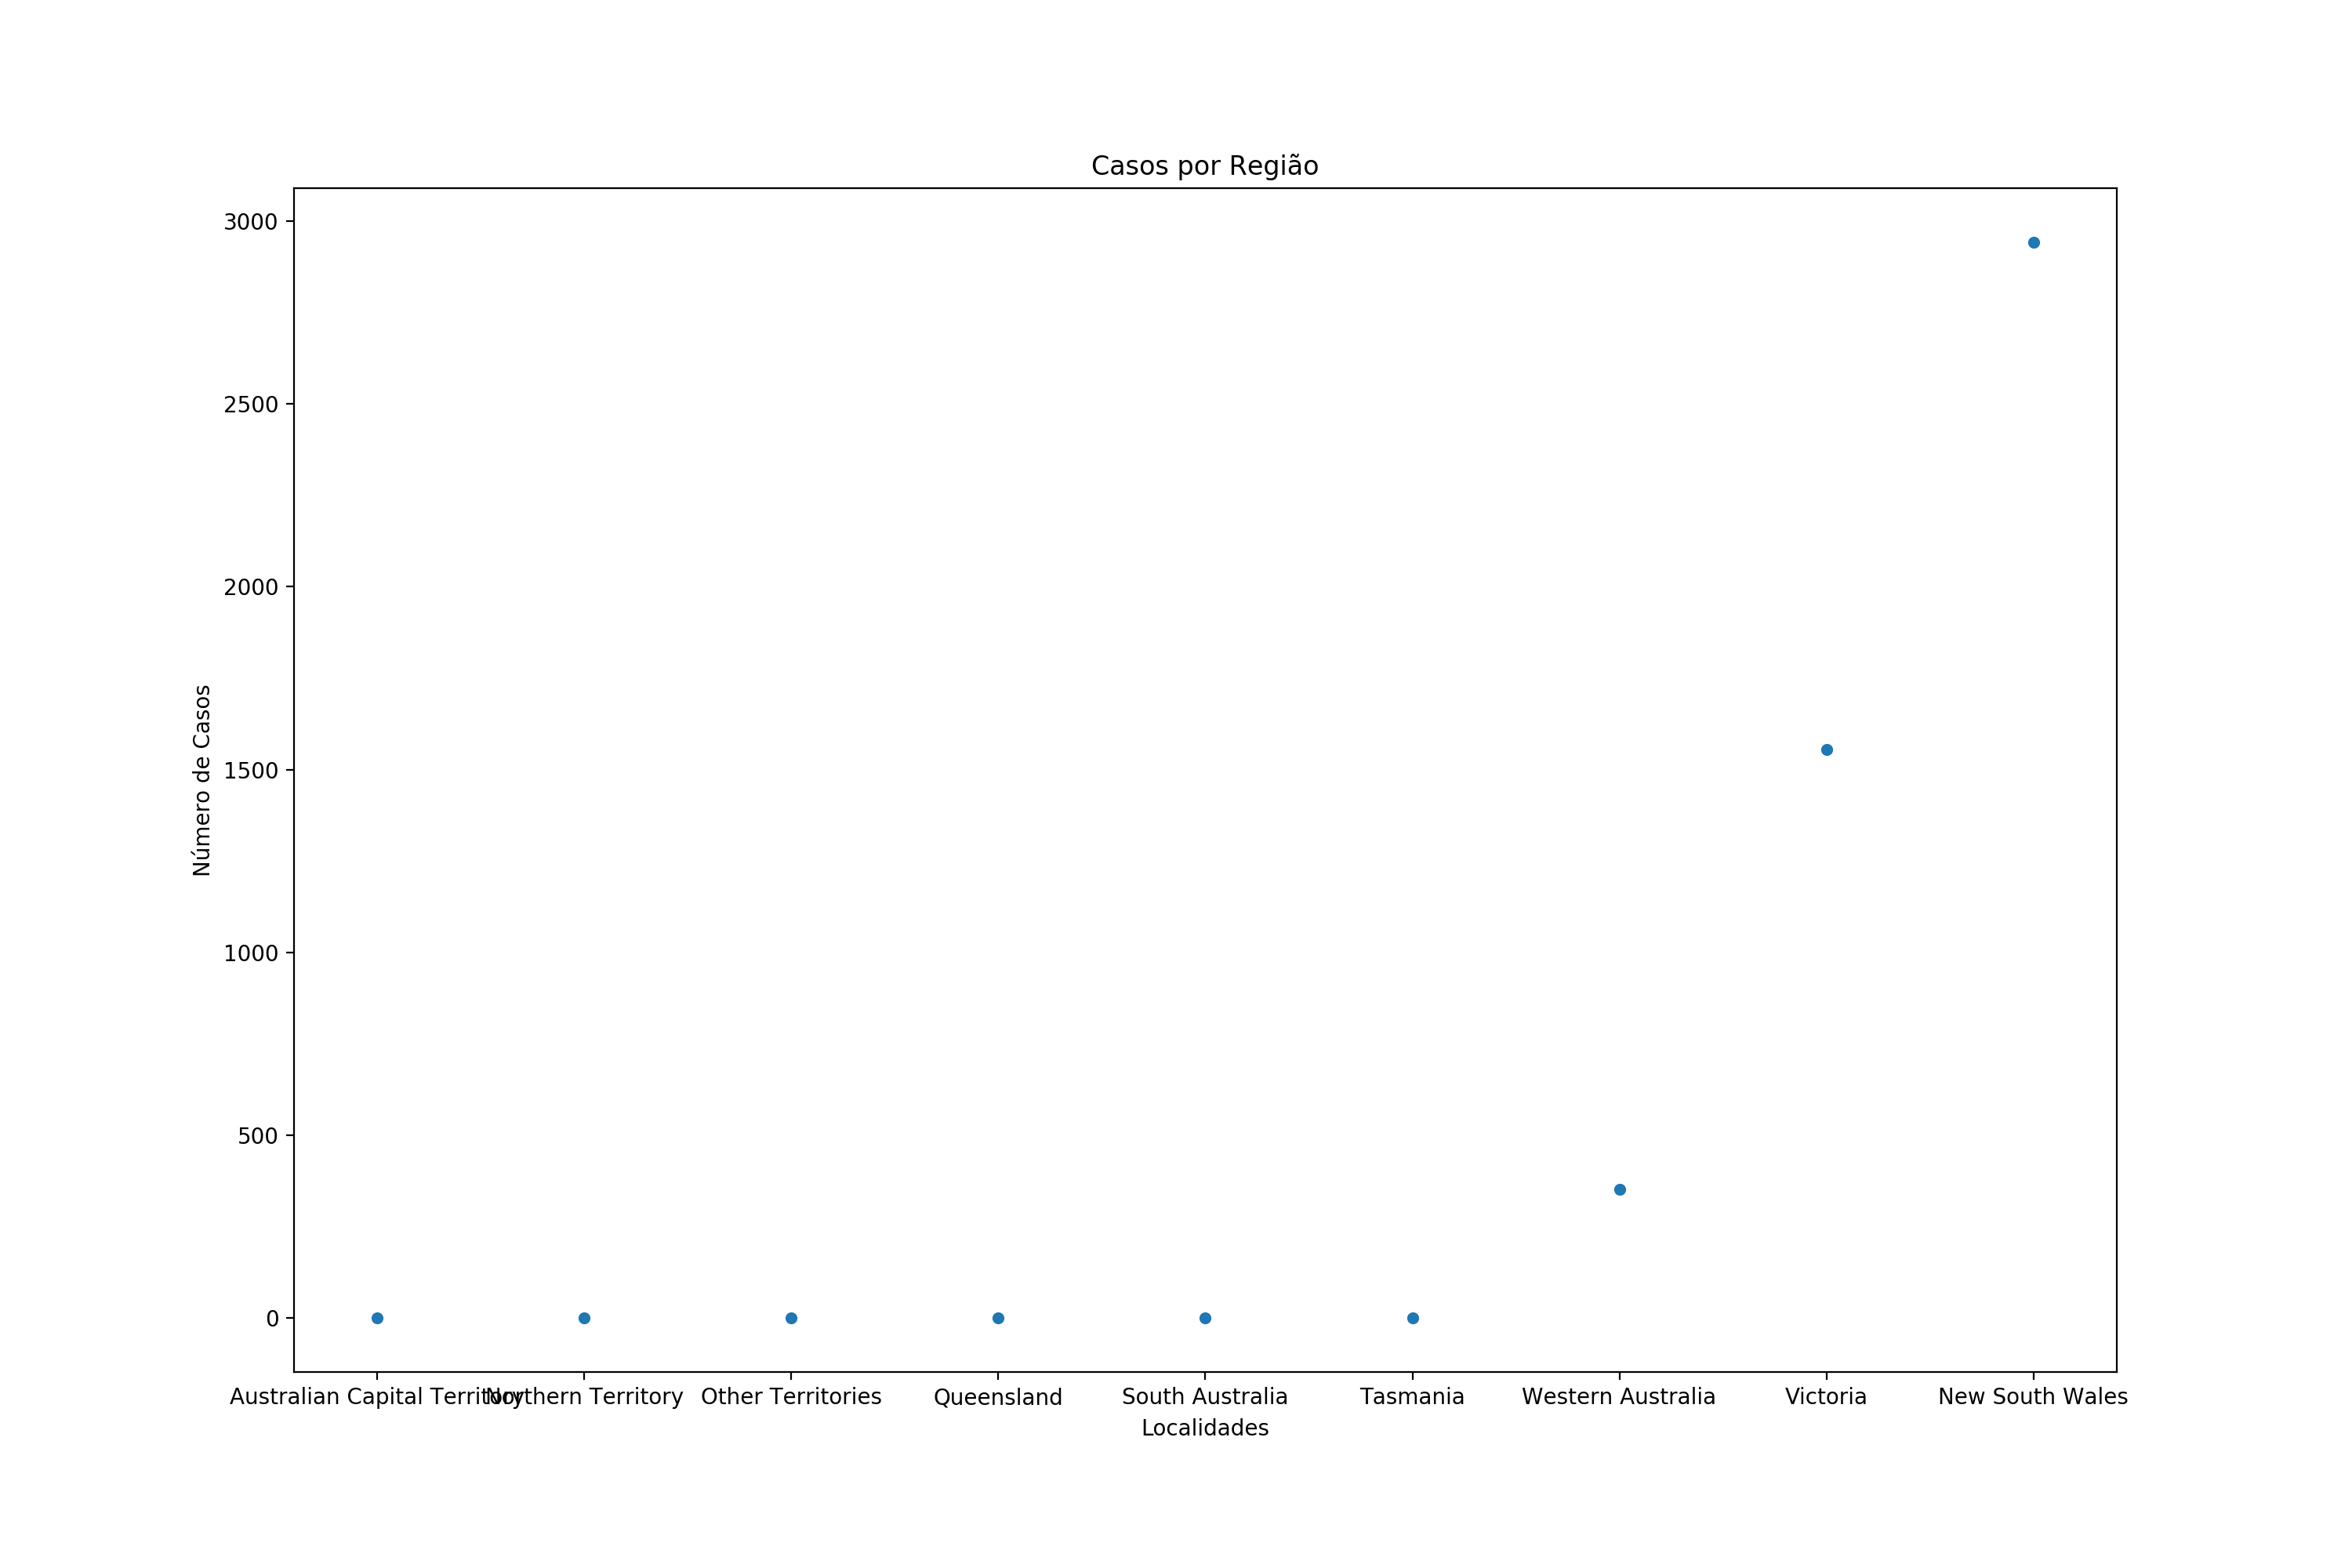 Casos por Região
3000
2500
2000
1500
1000
500
0
Número de Casos
Australian Capital Territory Northern Territory Other Territories Queensland South Australia Tasmania Western Australia Victoria New South Wales
Localidades